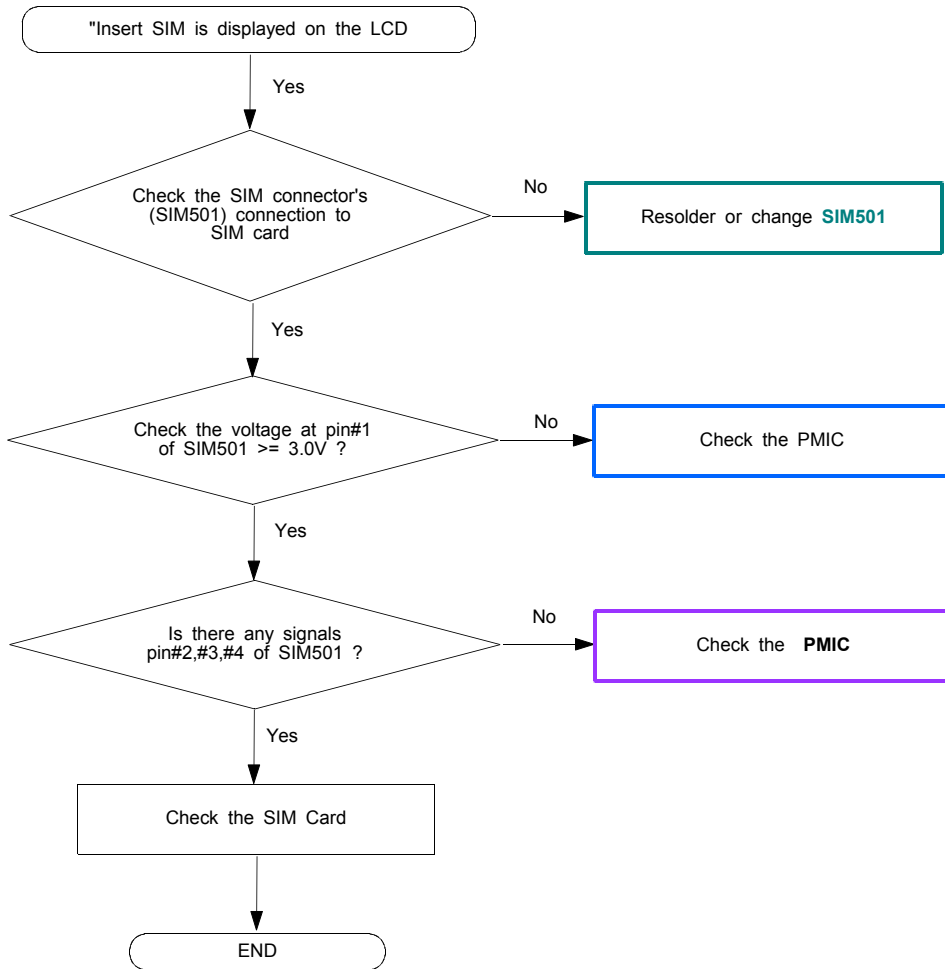 "Insert SIM is displayed on the LCD
Yes
Check the SIM connector's
(SIM501) connection to
SIM card
No
Resolder or change SIM501
Yes
Check the voltage at pin#1
of SIM501 >= 3.0V ?
No
Check the PMIC
Yes
Is there any signals
pin#2,#3,#4 of SIM501 ?
No
Check the PMIC
Yes
Check the SIM Card
END